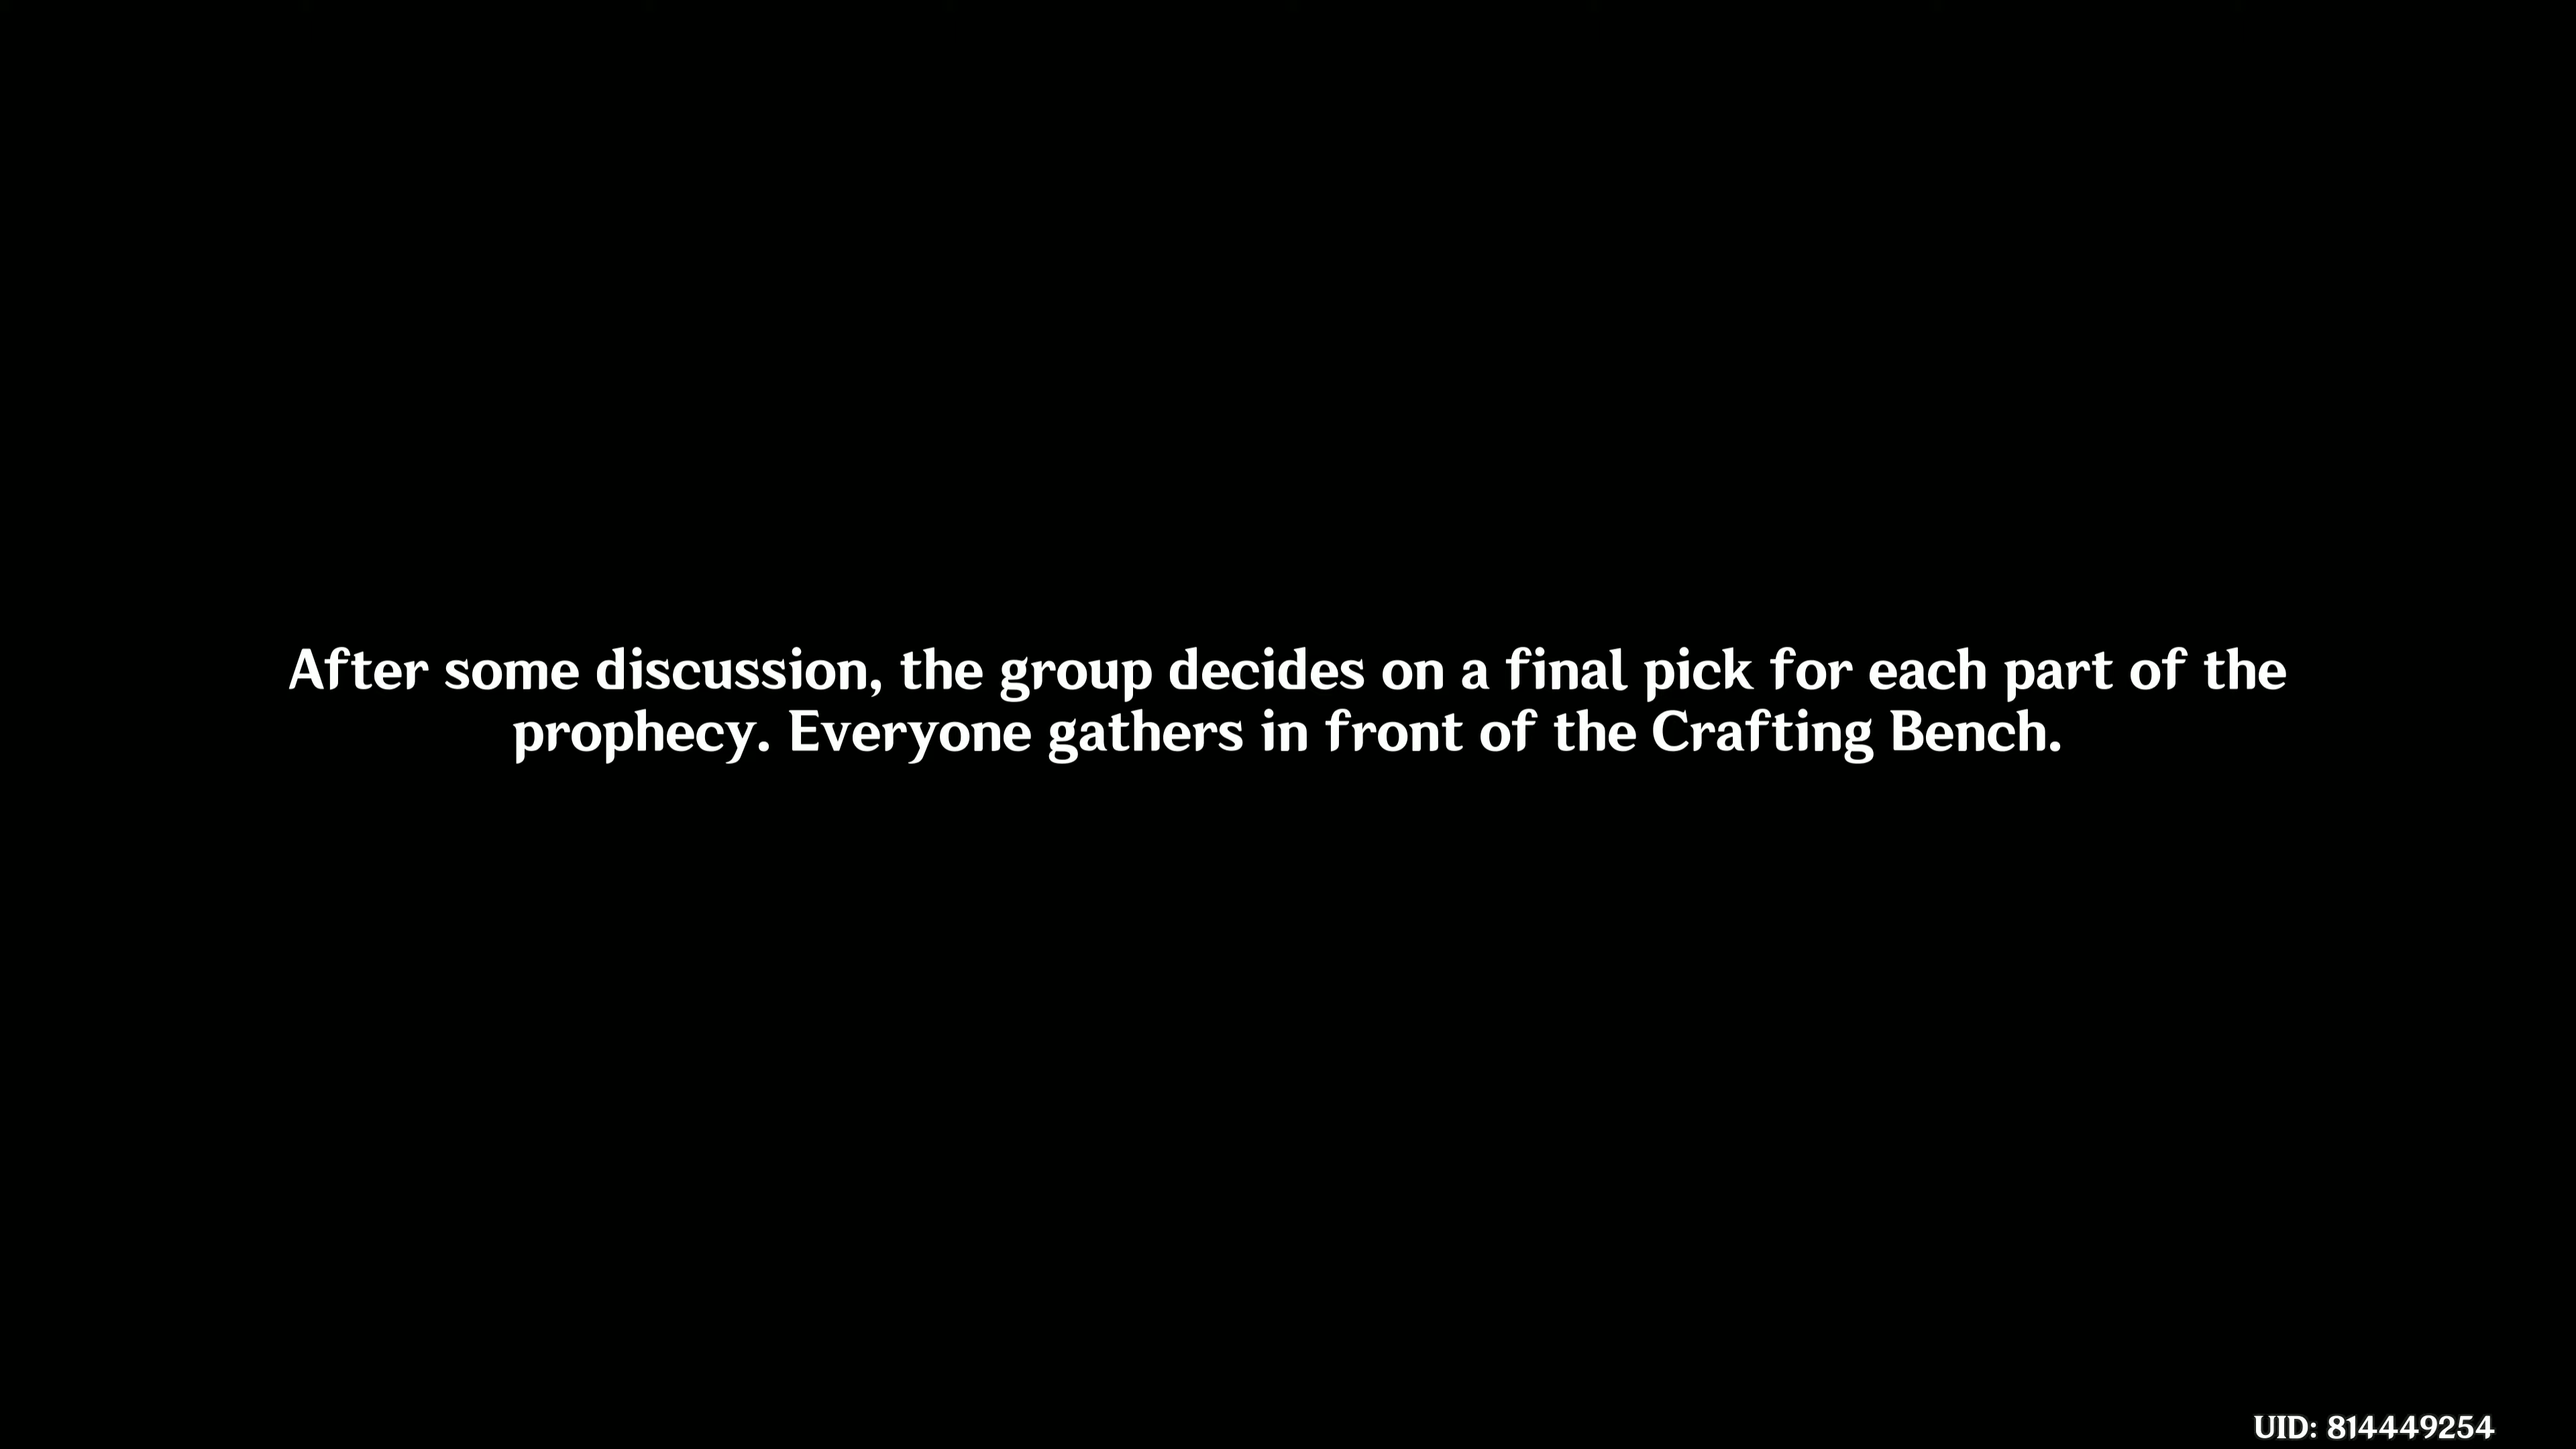 After some discussion, the group decides on a final pick for each part of the
prophecy. Everyone gathers in front of the Crafting Bench.
UID: 814449254